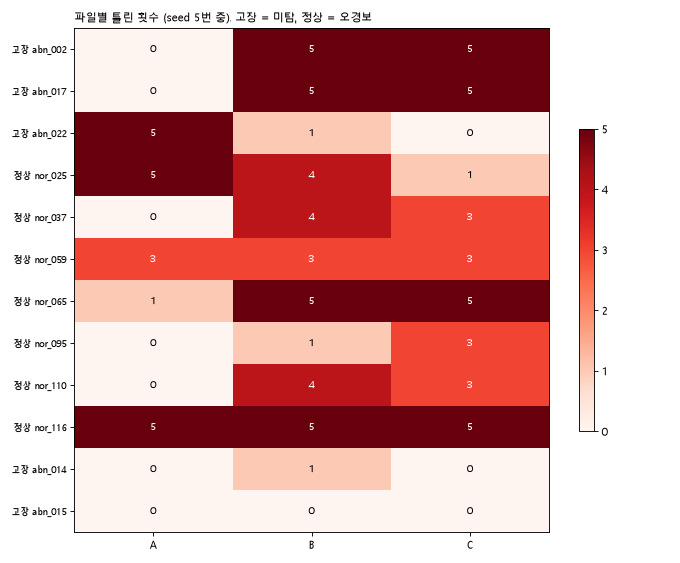 파일별 틀린 횟수 (seed 5번 중). 고장 = 미탐, 정상 = 오경보
고장 abn_002 0 5 5
고장 abn_017 0 5 5
고장 abn_022 5 1 0
정상 nor_025 5 4 1
정상 nor_037 0 4 3
정상 nor_059 3 3 3
정상 nor_065 1 5 5
정상 nor_095 0 1 3
정상 nor_110 0 4 3
정상 nor_116 5 5 5
고장 abn_014 0 1 0
고장 abn_015 0 0 0
A B C
5
4
3
2
1
0